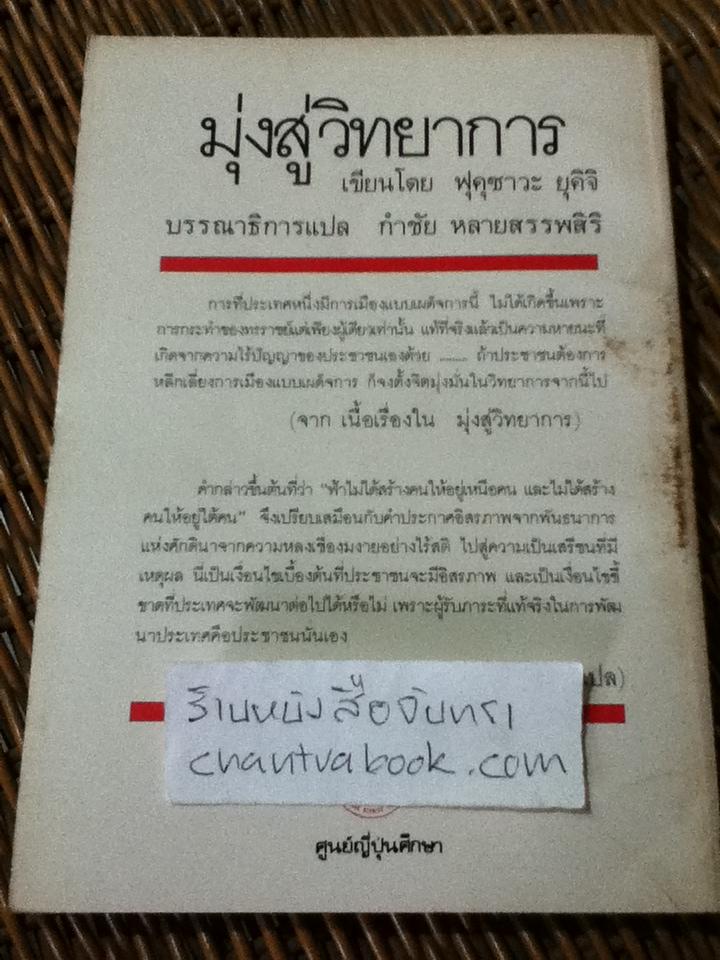 มุ่งสู่วิทยาการ
เขียนโดย ฟุคุซาวะ ยุคิจิ
บรรณาธิการแปล กำชัย หลายสรรพสิริ
การที่ประเทศหนึ่งมีการเมืองแบบเผด็จการนี้ ไม่ได้เกิดขึ้นเพราะ
การกระทำของทรราชย์แต่เพียงผู้เดียวเท่านั้น แท้ที่จริงแล้วเป็นความหายนะที่
เกิดจากความไร้ปัญญาของประชาชนเองด้วย ........ ถ้าประชาชนต้องการ
หลีกเลี่ยงการเมืองแบบเผด็จการ ก็จงตั้งจิตมุ่งมั่นในวิทยาการจากนี้ไป
(จาก เนื้อเรื่องใน มุ่งสู่วิทยาการ)
คำกล่าวขึ้นต้นที่ว่า "ฟ้าไม่ได้สร้างคนให้อยู่เหนือคน และไม่ได้สร้าง
คนให้อยู่ใต้คน" จึงเปรียบเสมือนกับคำประกาศอิสรภาพจากพันธนาการ
แห่งศักดินาจากความหลงเชื่องมงายอย่างไร้สติ ไปสู่ความเป็นเสรีชนที่มี
เหตุผล นี่เป็นเงื่อนไขเบื้องต้นที่ประชาชนจะมีอิสรภาพ และเป็นเงื่อนไขชี้
ขาดที่ประเทศจะพัฒนาต่อไปได้หรือไม่ เพราะผู้รับภาระที่แท้จริงในการพัฒ
นาประเทศคือประชาชนนั่นเอง
ปล)
ร้านหนังสือจันทรา
chantrabook.com
ศูนย์ญี่ปุ่นศึกษา